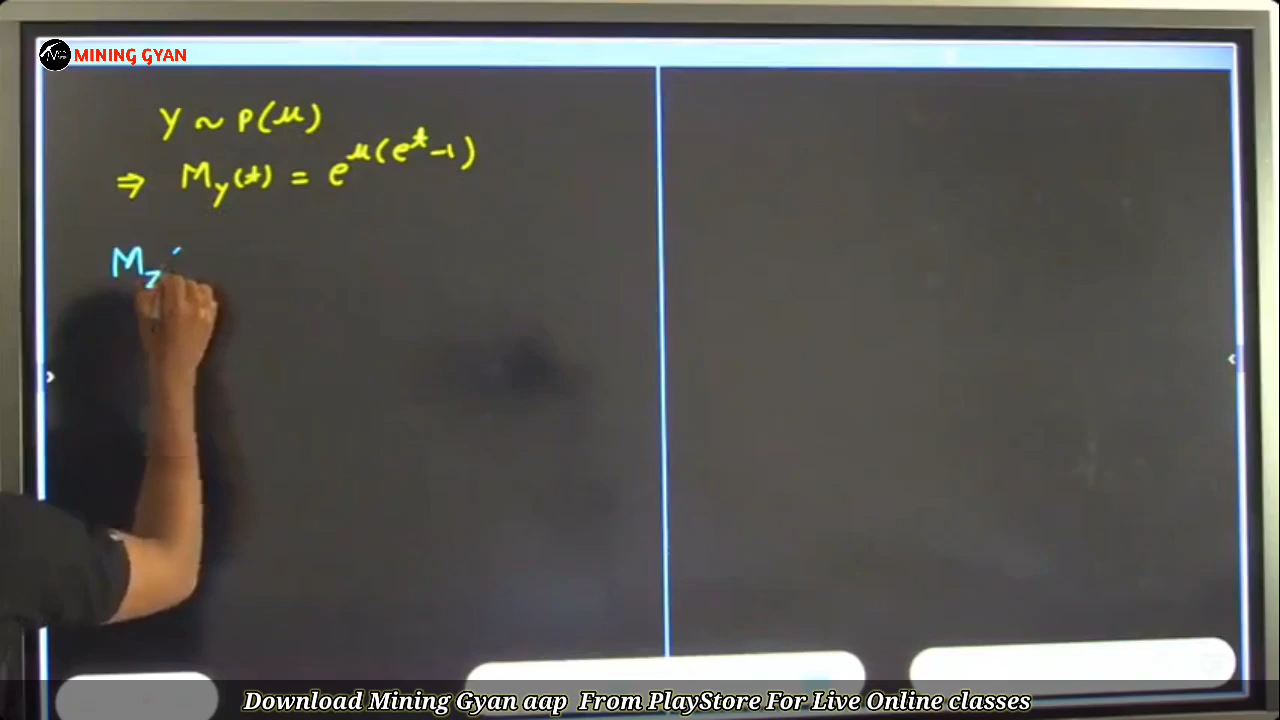 MINING GYAN
Y ~ P(μ)
⇒ M_Y(t) = e^{μ(e^t-1)}
M_Z
Download Mining Gyan aap From PlayStore For Live Online classes